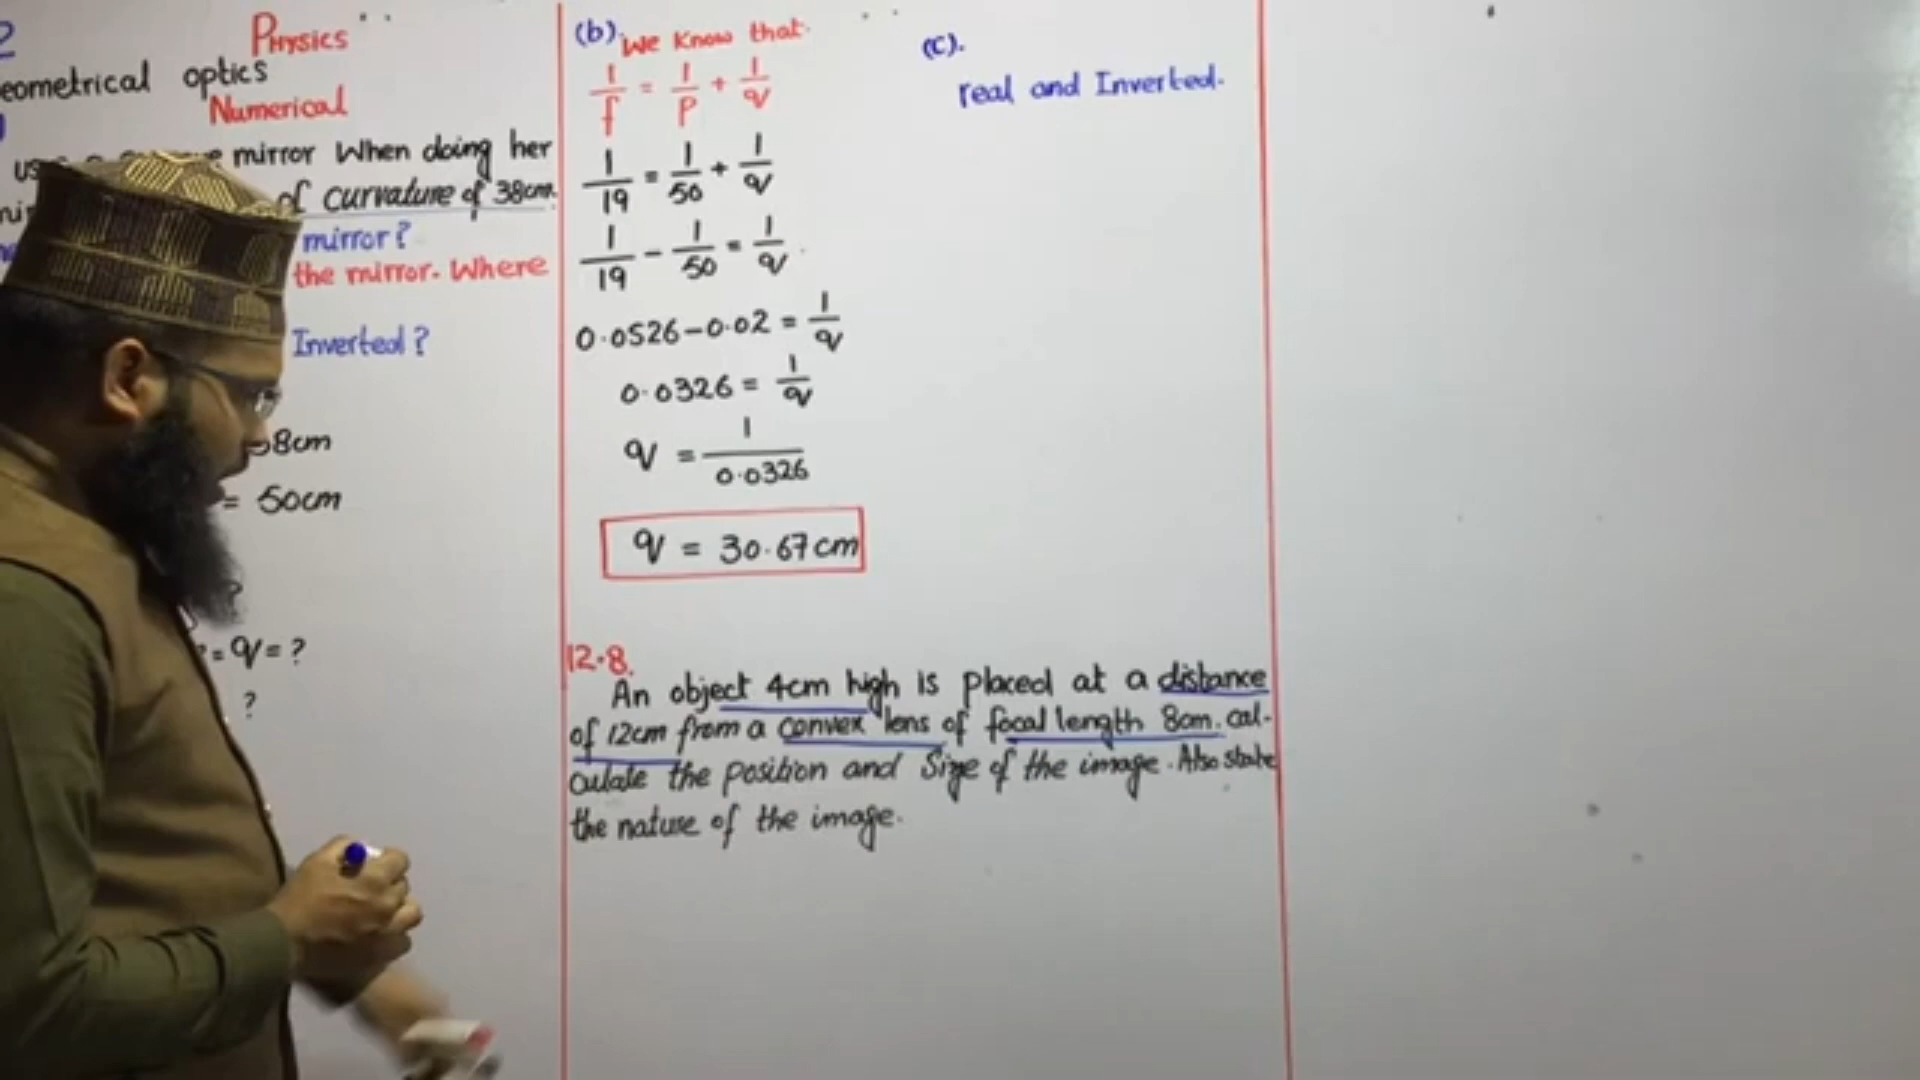 2
Physics
eometrical optics
Numerical
mirror When doing her
of curvature of 38cm.
mirror?
the mirror. Where
Inverted?
38cm
= 50cm
?
= q = ?
?
(b). We Know that.
1/f = 1/p + 1/q
1/19 = 1/50 + 1/q
1/19 - 1/50 = 1/q
0.0526-0.02 = 1/q
0.0326 = 1/q
q = 1/0.0326
q = 30.67cm
12.8.
An object 4cm high is placed at a distance
of 12cm from a convex lens of focal length 8cm. cal-
culate the position and Size of the image. Also state
the nature of the image.
(C).
real and Inverted.